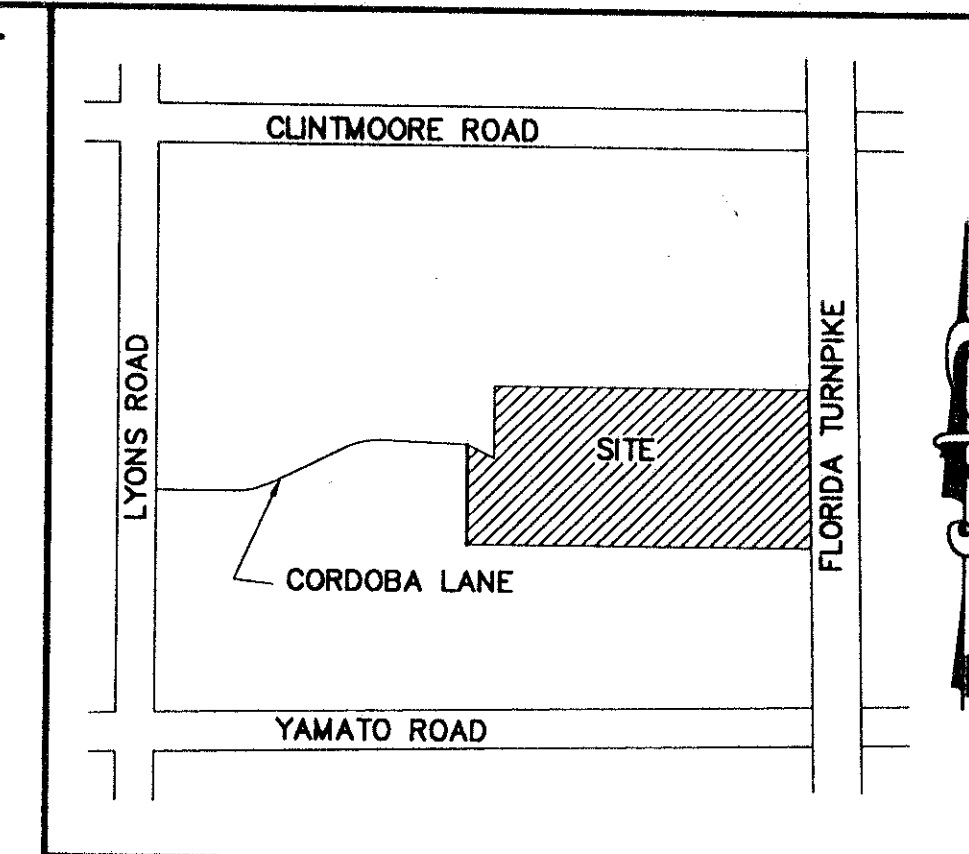 CLINTMOORE ROAD
LYONS ROAD
FLORIDA TURNPIKE
SITE
CORDOBA LANE
YAMATO ROAD